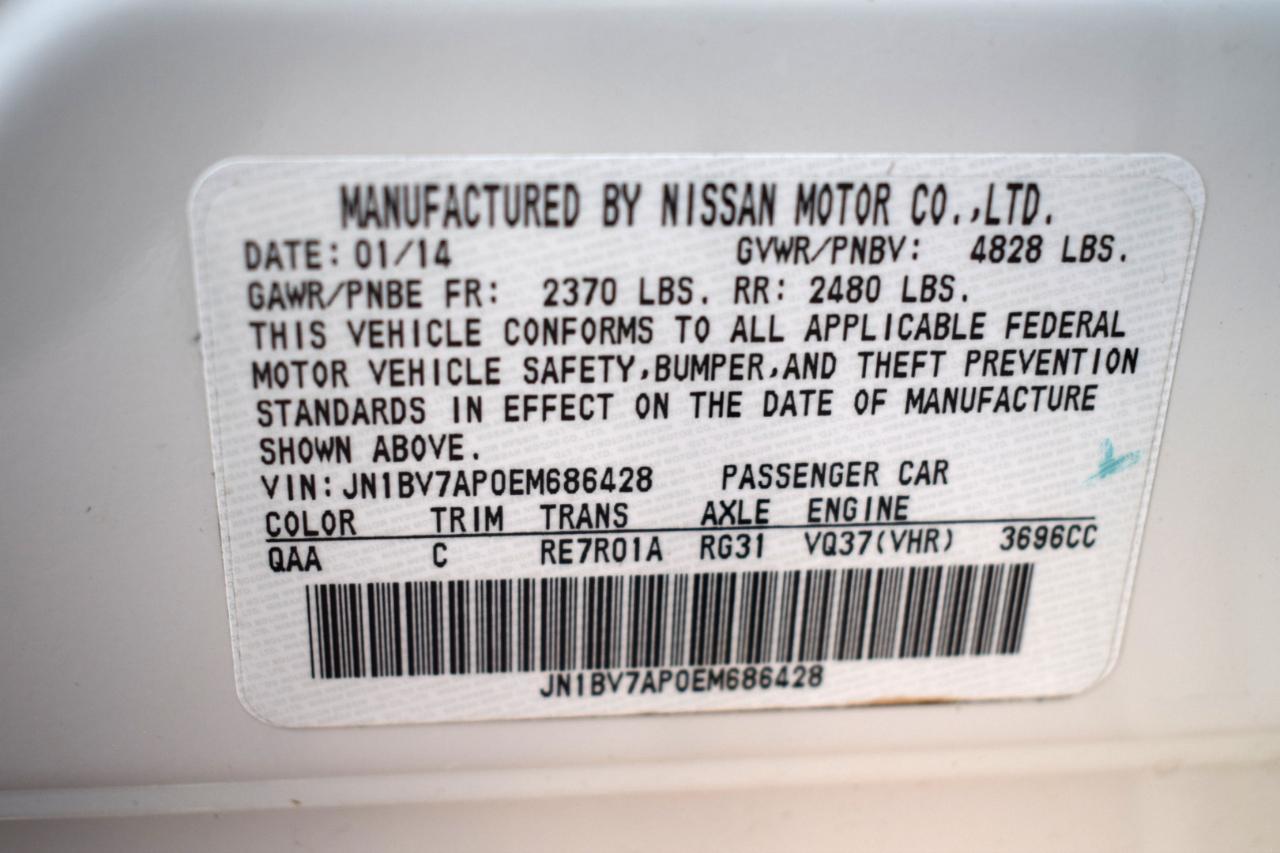 MANUFACTURED BY NISSAN MOTOR CO.,LTD.
DATE: 01/14 GVWR/PNBV: 4828 LBS.
GAWR/PNBE FR: 2370 LBS. RR: 2480 LBS.
THIS VEHICLE CONFORMS TO ALL APPLICABLE FEDERAL
MOTOR VEHICLE SAFETY,BUMPER,AND THEFT PREVENTION
STANDARDS IN EFFECT ON THE DATE OF MANUFACTURE
SHOWN ABOVE.
VIN: JN1BV7AP0EM686428 PASSENGER CAR
COLOR TRIM TRANS AXLE ENGINE
QAA C RE7R01A RG31 VQ37(VHR) 3696CC
JN1BV7AP0EM686428